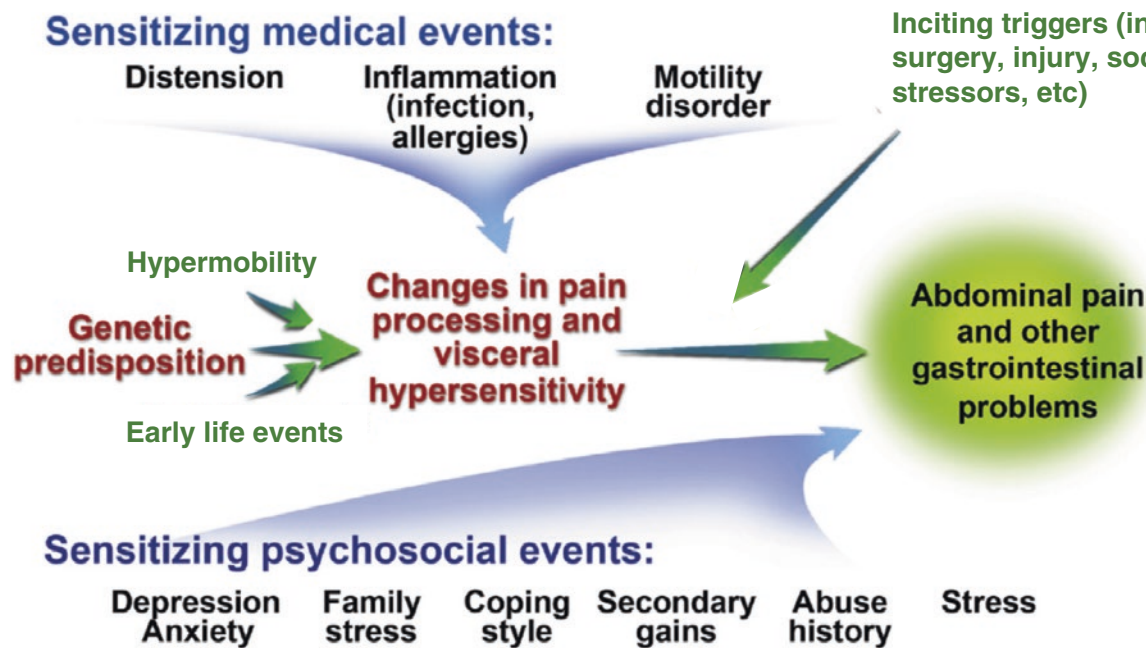 Sensitizing medical events:
Distension
Inflammation
(infection,
allergies)
Motility
disorder
Inciting triggers
surgery, injury,
stressors, etc)
Hypermobility
Genetic
predisposition
Early life events
Changes in pain
processing and
visceral
hypersensitivity
Abdominal pain
and other
gastrointestinal
problems
Sensitizing psychosocial events:
Depression
Anxiety
Family
stress
Coping
style
Secondary
gains
Abuse
history
Stress